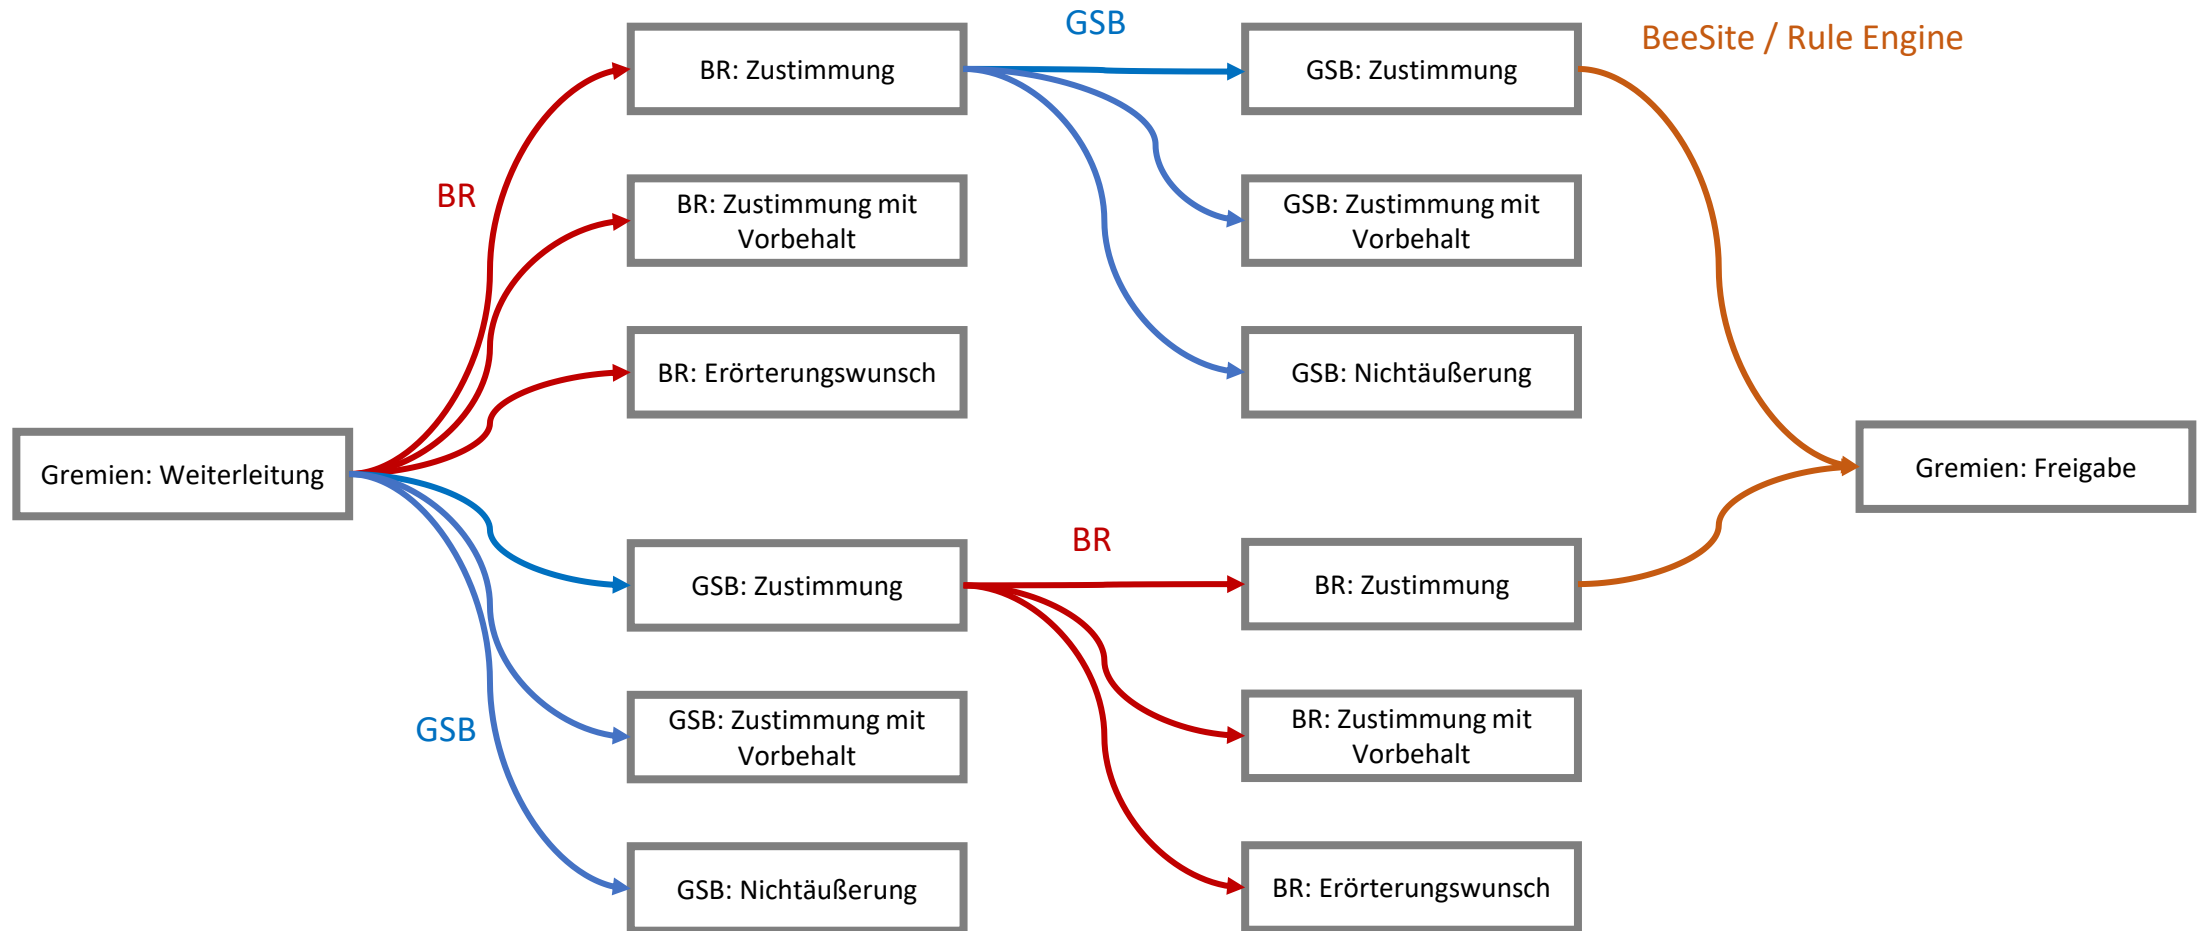 GSB
BeeSite / Rule Engine
BR: Zustimmung
GSB: Zustimmung
BR
BR: Zustimmung mit
Vorbehalt
GSB: Zustimmung mit
Vorbehalt
BR: Erörterungswunsch
GSB: Nichtäußerung
Gremien: Weiterleitung
Gremien: Freigabe
BR
GSB: Zustimmung
BR: Zustimmung
GSB
GSB: Zustimmung mit
Vorbehalt
BR: Zustimmung mit
Vorbehalt
GSB: Nichtäußerung
BR: Erörterungswunsch